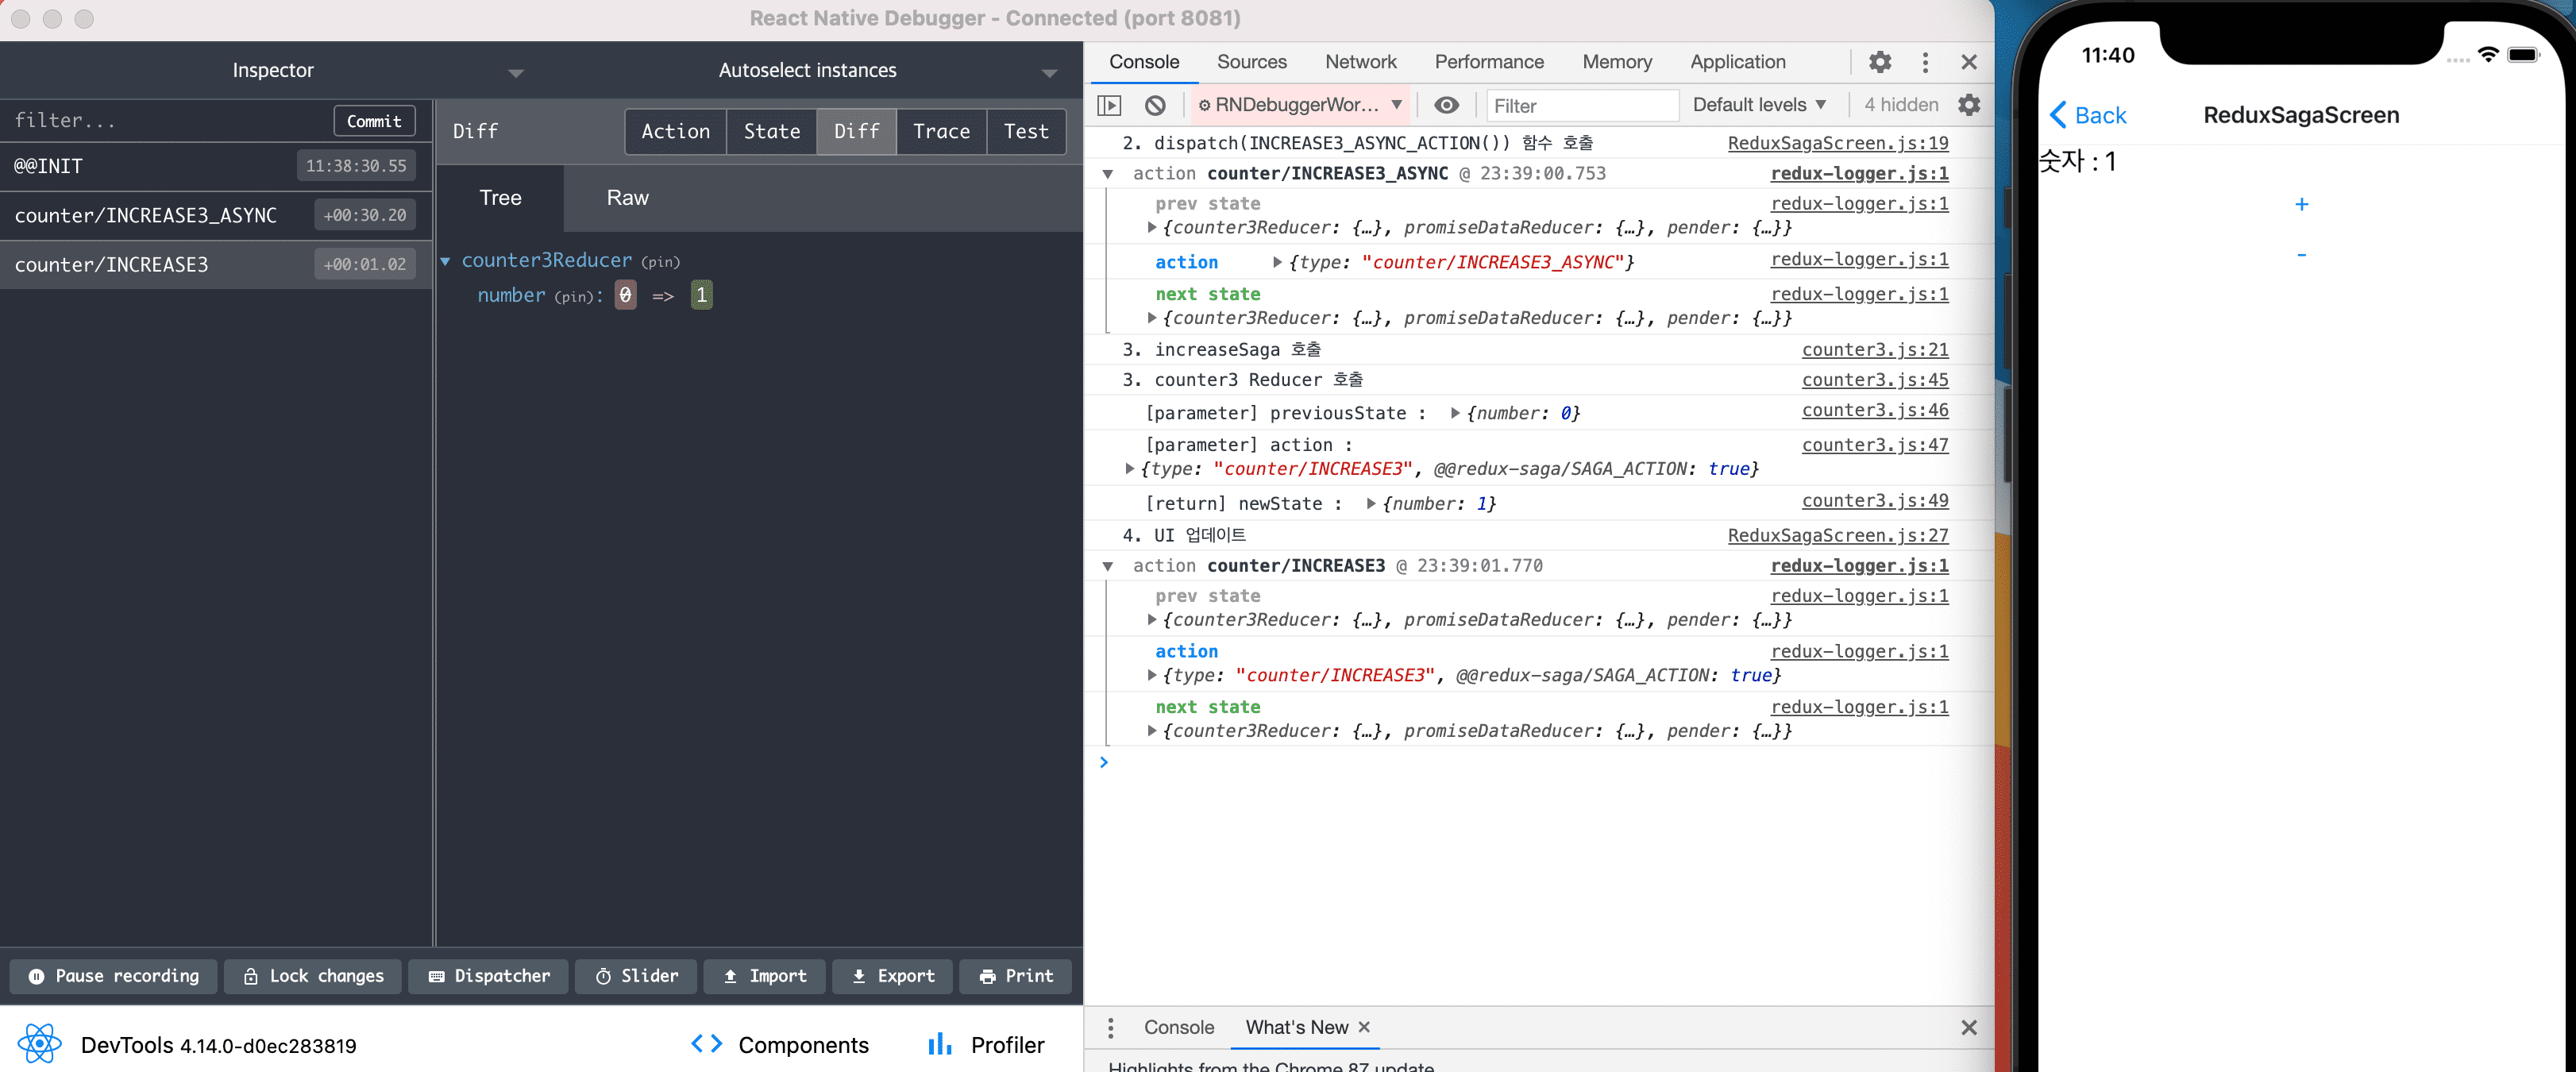 React Native Debugger - Connected (port 8081)
Inspector
Autoselect instances
filter...
Commit
@@INIT
11:38:30.55
counter/INCREASE3_ASYNC
+00:30.20
counter/INCREASE3
+00:01.02
Diff
Action
State
Diff
Trace
Test
Tree
Raw
counter3Reducer (pin)
number (pin): 0 => 1
Pause recording
Lock changes
Dispatcher
Slider
Import
Export
Print
DevTools 4.14.0-d0ec283819
Components
Profiler
Console
Sources
Network
Performance
Memory
Application
RNDebuggerWor...
Filter
Default levels
4 hidden
2. dispatch(INCREASE3_ASYNC_ACTION()) 함수 호출 ReduxSagaScreen.js:19
action counter/INCREASE3_ASYNC @ 23:39:00.753 redux-logger.js:1
prev state redux-logger.js:1
{counter3Reducer: {…}, promiseDataReducer: {…}, pender: {…}}
action {type: "counter/INCREASE3_ASYNC"} redux-logger.js:1
next state redux-logger.js:1
{counter3Reducer: {…}, promiseDataReducer: {…}, pender: {…}}
3. increaseSaga 호출 counter3.js:21
3. counter3 Reducer 호출 counter3.js:45
[parameter] previousState : {number: 0} counter3.js:46
[parameter] action : counter3.js:47
{type: "counter/INCREASE3", @@redux-saga/SAGA_ACTION: true}
[return] newState : {number: 1} counter3.js:49
4. UI 업데이트 ReduxSagaScreen.js:27
action counter/INCREASE3 @ 23:39:01.770 redux-logger.js:1
prev state redux-logger.js:1
{counter3Reducer: {…}, promiseDataReducer: {…}, pender: {…}}
action redux-logger.js:1
{type: "counter/INCREASE3", @@redux-saga/SAGA_ACTION: true}
next state redux-logger.js:1
{counter3Reducer: {…}, promiseDataReducer: {…}, pender: {…}}
Console
What's New
Highlights from the Chrome 87 update
11:40
Back
ReduxSagaScreen
숫자 : 1
+
-